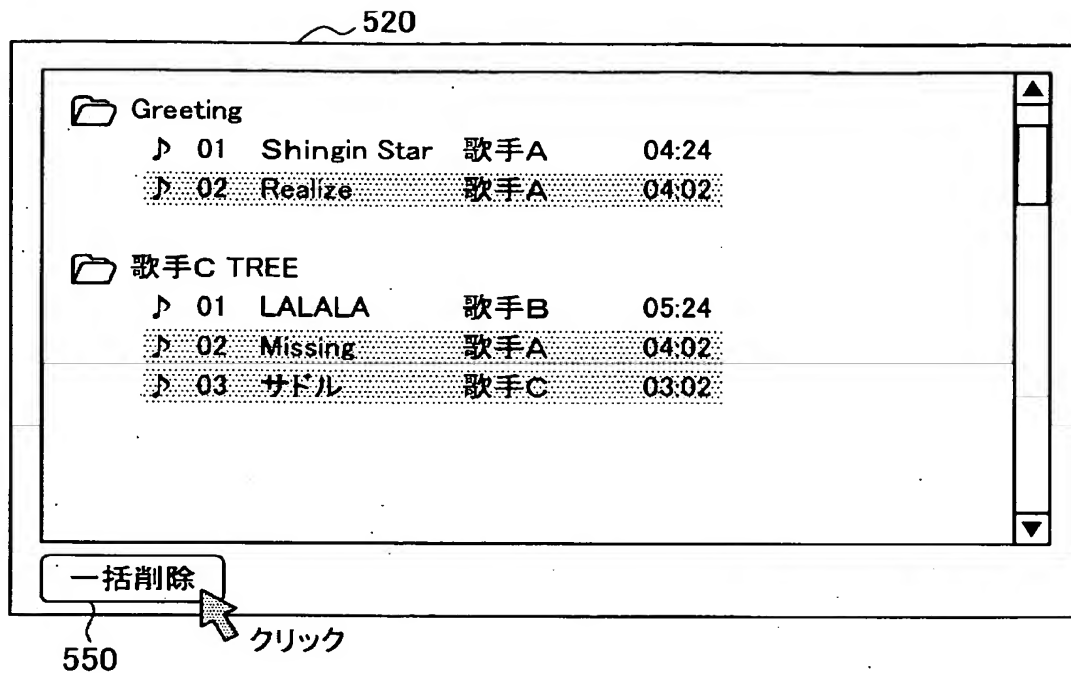 520
Greeting
♪ 01 Shingin Star 歌手A 04:24
♪ 02 Realize 歌手A 04:02
歌手C TREE
♪ 01 LALALA 歌手B 05:24
♪ 02 Missing 歌手A 04:02
♪ 03 サドル 歌手C 03:02
一括削除
クリック
550